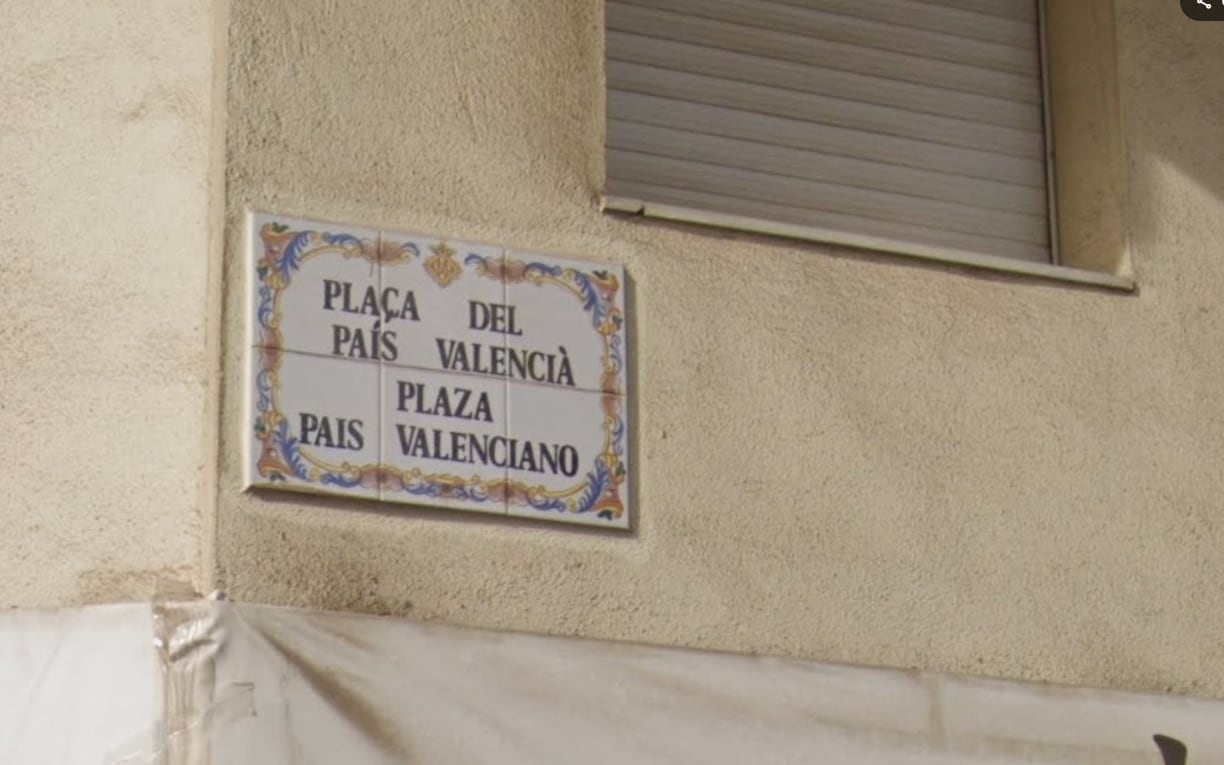 PLAÇA DEL
PAÍS VALENCIÀ
PLAZA
PAIS VALENCIANO